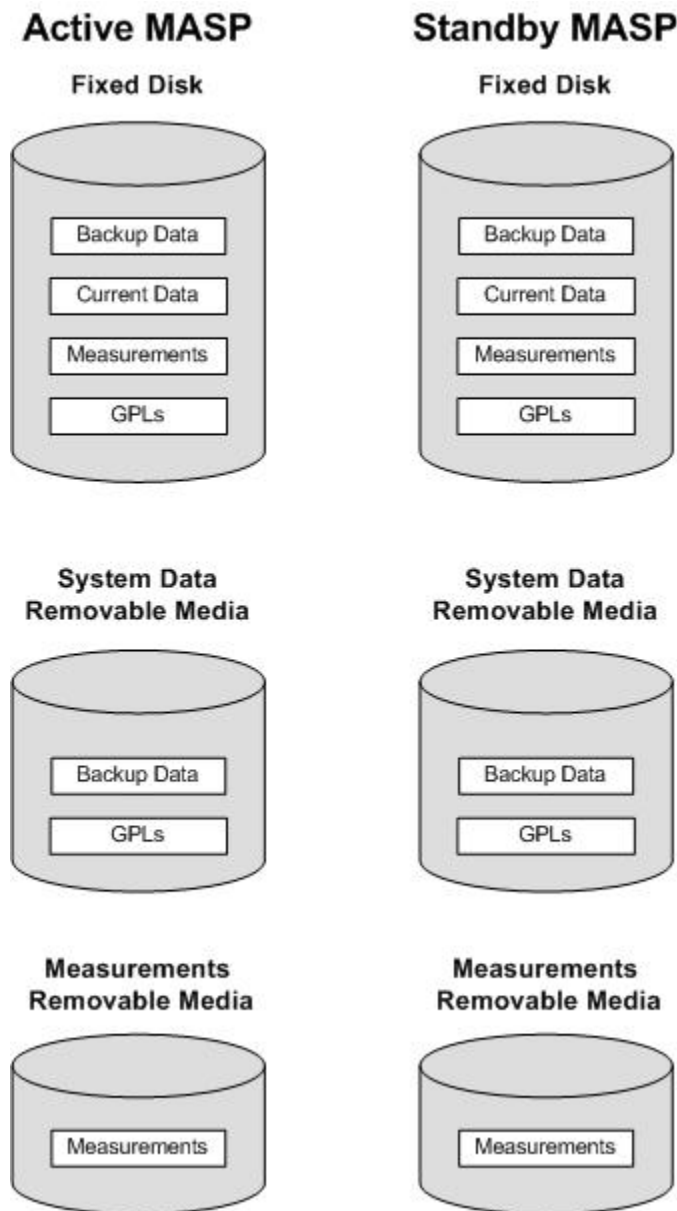 Active MASP
Standby MASP
Fixed Disk
Fixed Disk
Backup Data
Backup Data
Current Data
Current Data
Measurements
Measurements
GPLs
GPLs
System Data
Removable Media
System Data
Removable Media
Backup Data
Backup Data
GPLs
GPLs
Measurements
Removable Media
Measurements
Removable Media
Measurements
Measurements